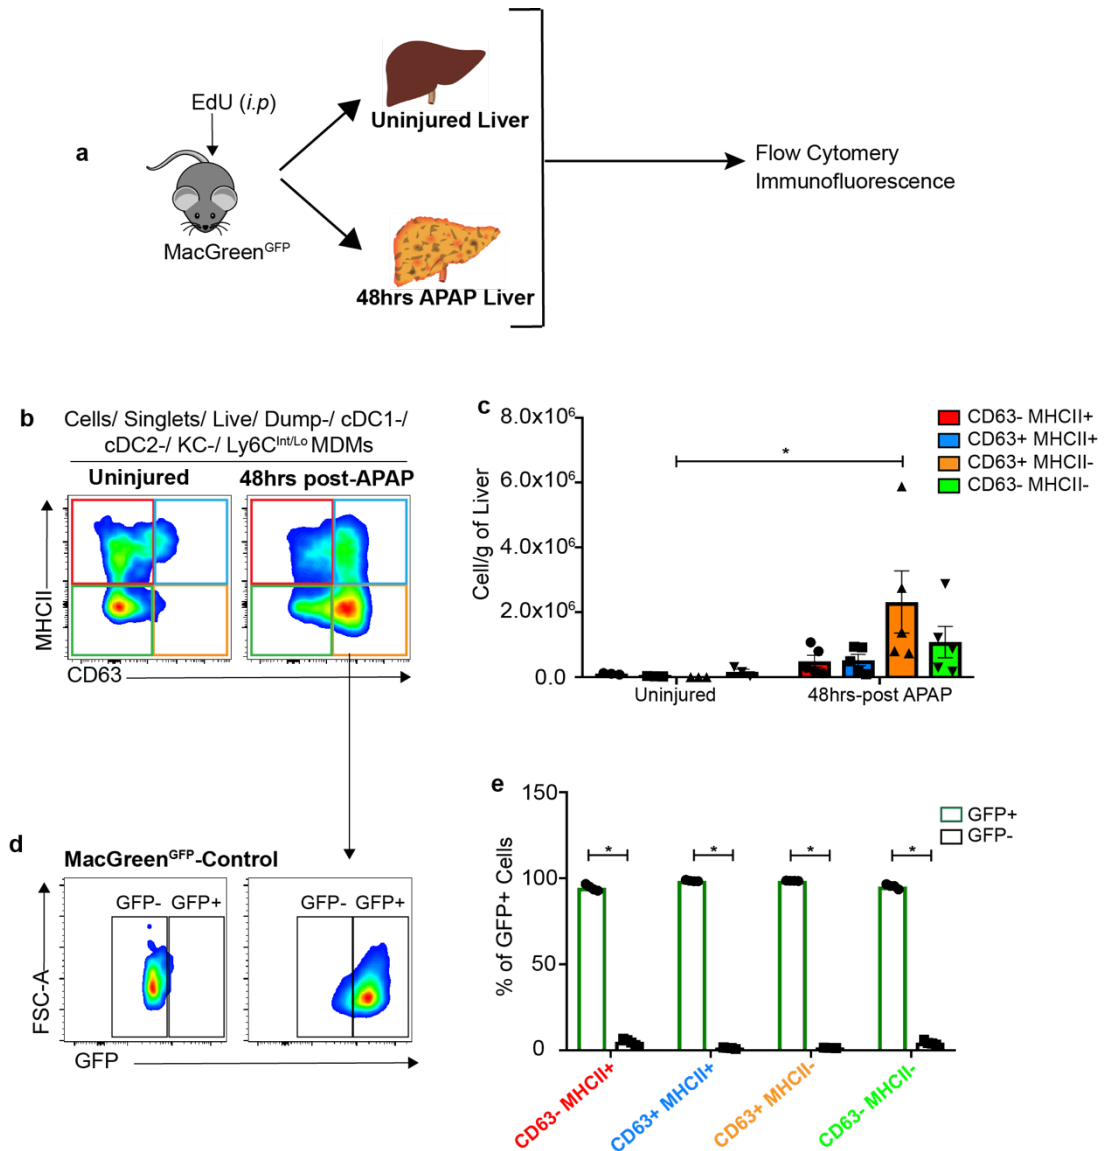 a
EdU (i.p)
MacGreenGFP
Uninjured Liver
48hrs APAP Liver
Flow Cytomery
Immunofluorescence
b
Cells/ Singlets/ Live/ Dump-/ cDC1-/
cDC2-/ KC-/ Ly6CInt/Lo MDMs
Uninjured
48hrs post-APAP
MHCII
CD63
c
8.0x10⁶
6.0x10⁶
4.0x10⁶
2.0x10⁶
0.0
Cell/g of Liver
*
Uninjured
48hrs-post APAP
CD63- MHCII+
CD63+ MHCII+
CD63+ MHCII-
CD63- MHCII-
d
MacGreenGFP-Control
GFP- GFP+
GFP- GFP+
FSC-A
GFP
e
150
100
50
0
% of GFP+ Cells
* * * *
GFP+
GFP-
CD63- MHCII+
CD63+ MHCII+
CD63+ MHCII-
CD63- MHCII-